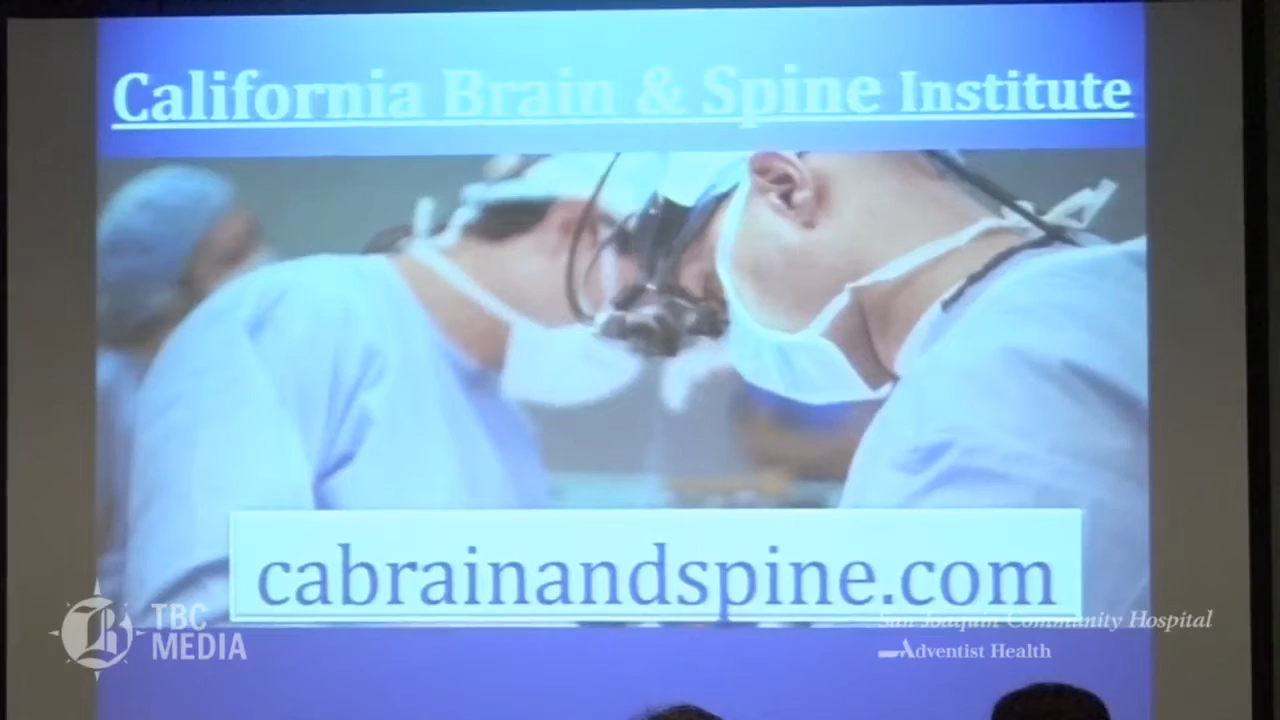 California Brain & Spine Institute
cabrainandspine.com
TBC
MEDIA
San Joaquin Community Hospital
Adventist Health